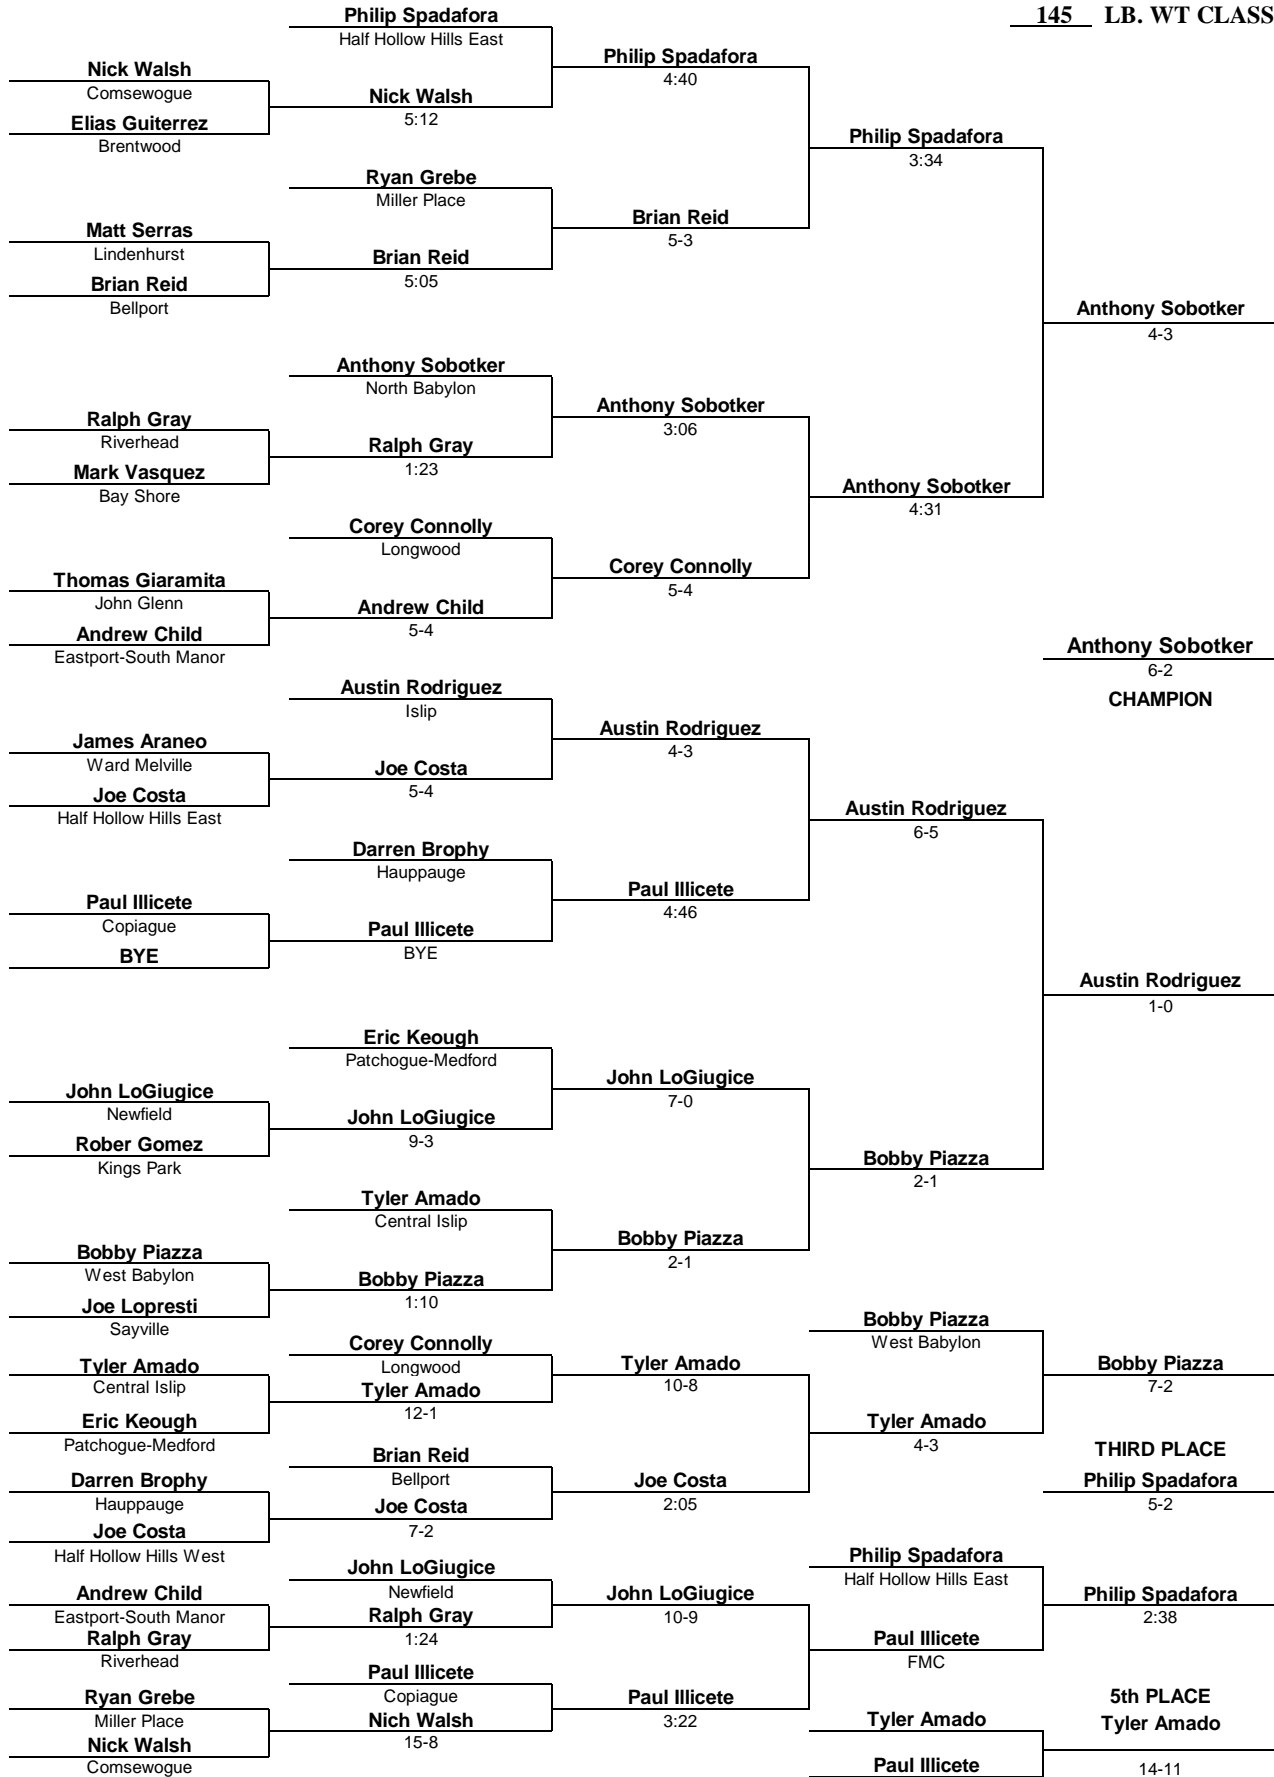 Philip Spadafora
145 LB. WT CLASS
Half Hollow Hills East
Philip Spadafora
4:40
Nick Walsh
Comsewogue
Nick Walsh
5:12
Elias Guiterrez
Brentwood
Philip Spadafora
3:34
Ryan Grebe
Miller Place
Brian Reid
5-3
Matt Serras
Lindenhurst
Brian Reid
5:05
Brian Reid
Bellport
Anthony Sobotker
4-3
Anthony Sobotker
North Babylon
Anthony Sobotker
3:06
Ralph Gray
Riverhead
Ralph Gray
1:23
Mark Vasquez
Bay Shore
Anthony Sobotker
4:31
Corey Connolly
Longwood
Corey Connolly
5-4
Thomas Giaramita
John Glenn
Andrew Child
5-4
Andrew Child
Eastport-South Manor
Anthony Sobotker
6-2
CHAMPION
Austin Rodriguez
Islip
Austin Rodriguez
4-3
James Araneo
Ward Melville
Joe Costa
5-4
Joe Costa
Half Hollow Hills East
Austin Rodriguez
6-5
Darren Brophy
Hauppauge
Paul Illicete
4:46
Paul Illicete
Copiague
Paul Illicete
BYE
BYE
Austin Rodriguez
1-0
Eric Keough
Patchogue-Medford
John LoGiugice
7-0
John LoGiugice
Newfield
John LoGiugice
9-3
Rober Gomez
Kings Park
Bobby Piazza
2-1
Tyler Amado
Central Islip
Bobby Piazza
2-1
Bobby Piazza
West Babylon
Bobby Piazza
1:10
Joe Lopresti
Sayville
Bobby Piazza
West Babylon
Corey Connolly
Longwood
Tyler Amado
10-8
Bobby Piazza
7-2
Tyler Amado
Central Islip
Tyler Amado
12-1
Eric Keough
Patchogue-Medford
Tyler Amado
4-3
THIRD PLACE
Brian Reid
Bellport
Joe Costa
2:05
Philip Spadafora
5-2
Darren Brophy
Hauppauge
Joe Costa
7-2
Joe Costa
Half Hollow Hills West
Philip Spadafora
Half Hollow Hills East
John LoGiugice
Newfield
John LoGiugice
10-9
Philip Spadafora
2:38
Andrew Child
Eastport-South Manor
Ralph Gray
1:24
Ralph Gray
Riverhead
Paul Illicete
FMC
Paul Illicete
Copiague
Paul Illicete
3:22
5th PLACE
Ryan Grebe
Miller Place
Nich Walsh
15-8
Tyler Amado
Tyler Amado
Nick Walsh
Comsewogue
Paul Illicete
14-11